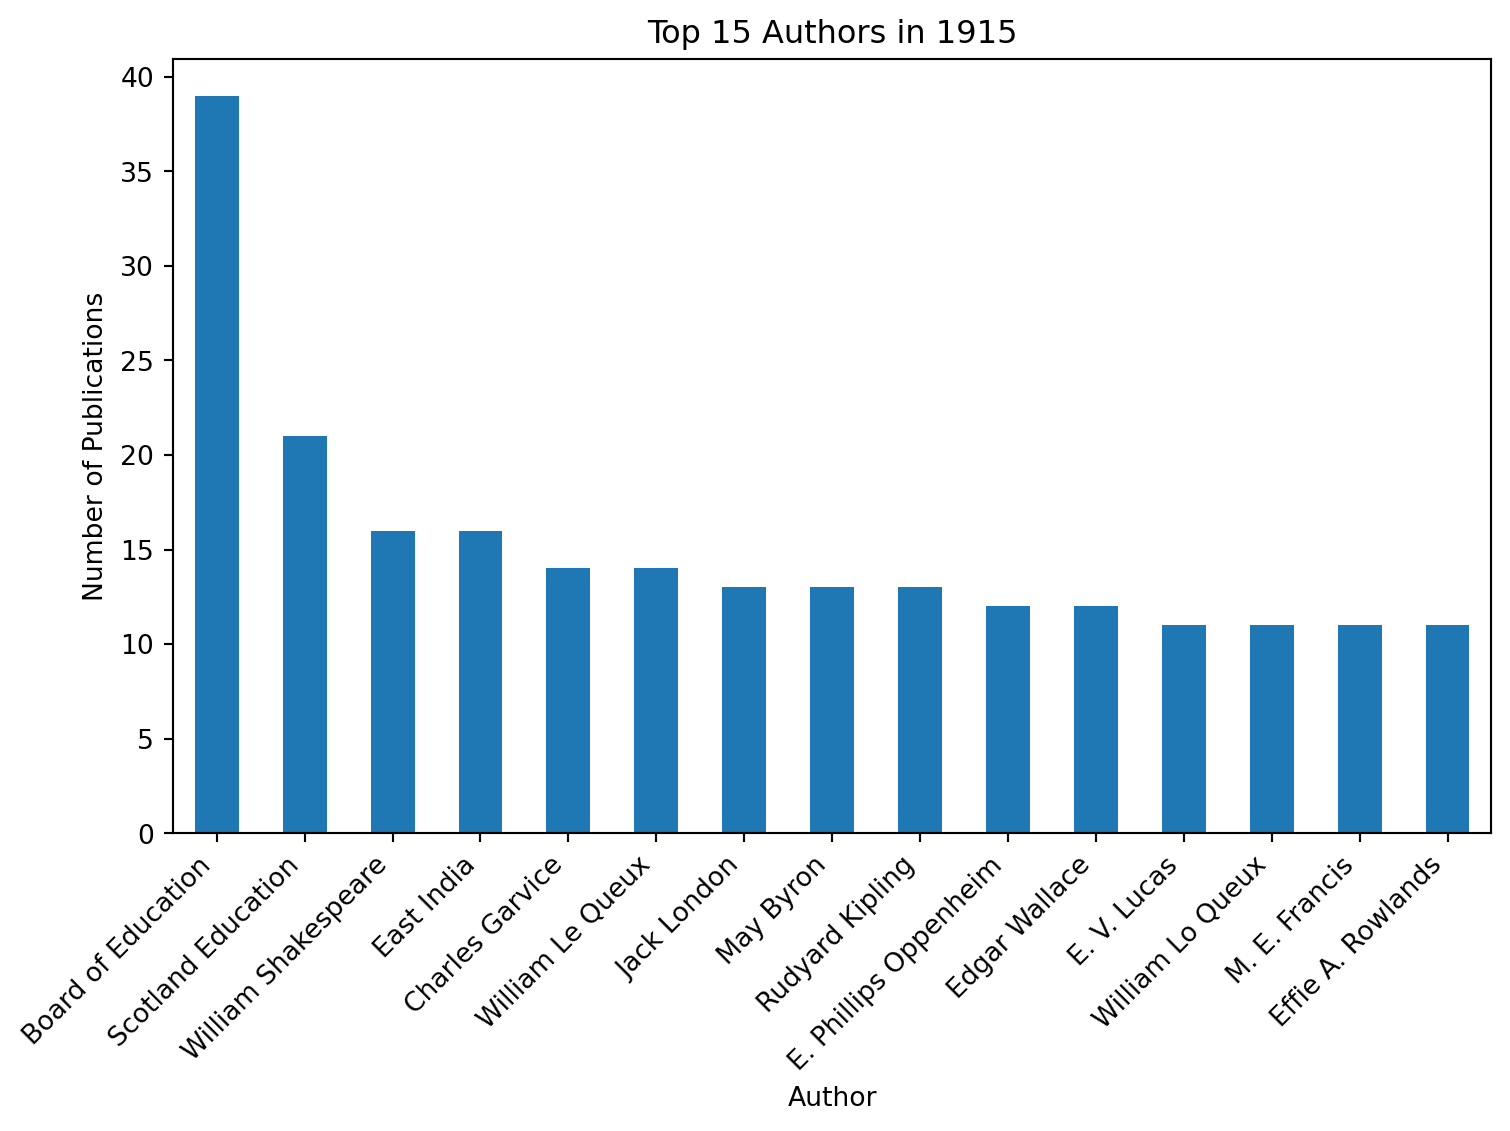 Top 15 Authors in 1915
Number of Publications
40
35
30
25
20
15
10
5
0
Board of Education
Scotland Education
William Shakespeare
East India
Charles Garvice
William Le Queux
Jack London
May Byron
Rudyard Kipling
E. Phillips Oppenheim
Edgar Wallace
E. V. Lucas
William Lo Queux
M. E. Francis
Effie A. Rowlands
Author